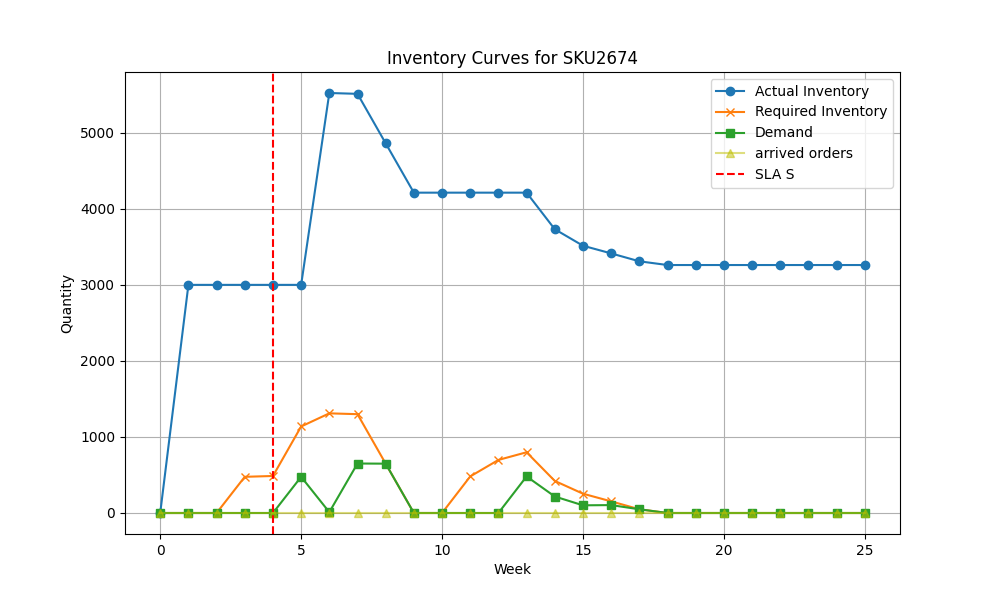 Inventory Curves for SKU2674
Actual Inventory
Required Inventory
Demand
arrived orders
SLA S
Quantity
5000
4000
3000
2000
1000
0
0 5 10 15 20 25
Week